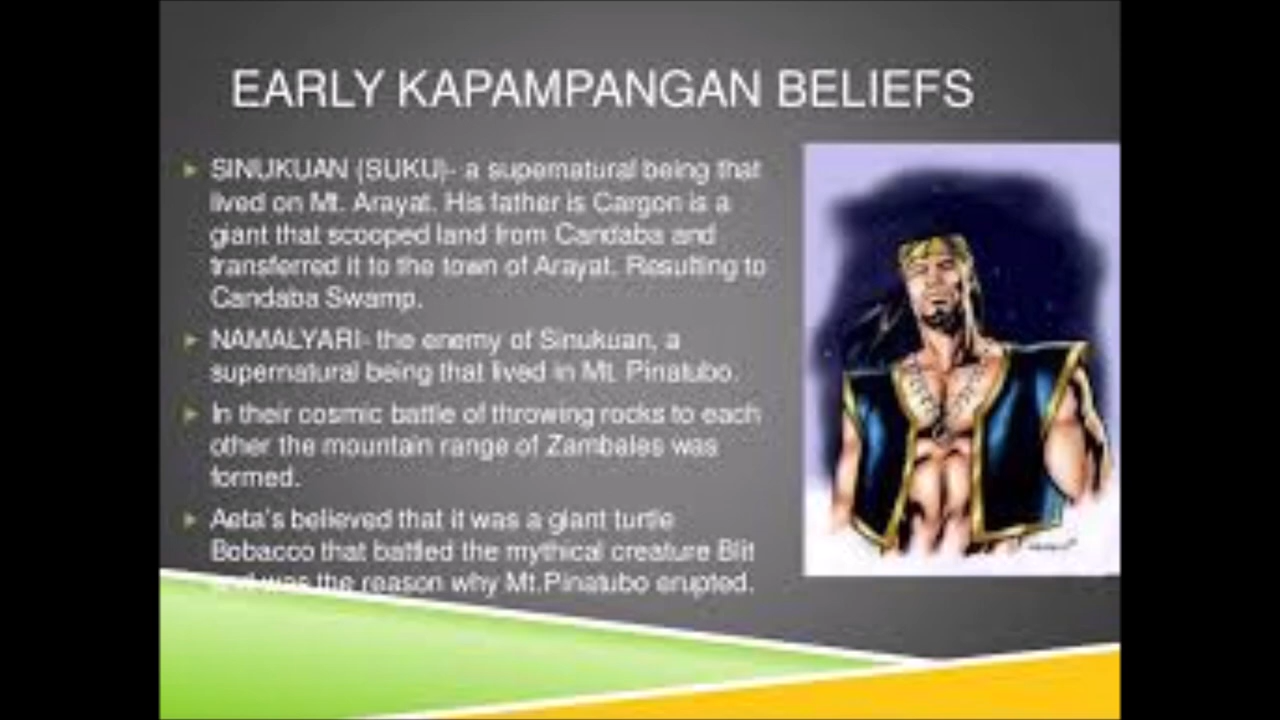 EARLY KAPAMPANGAN BELIEFS
SINUKUAN (SUKU)- a supernatural being that
lived on Mt. Arayat. His father is Cargon is a
giant that scooped land from Candaba and
transferred it to the town of Arayat. Resulting to
Candaba Swamp.
NAMALYARI- the enemy of Sinukuan, a
supernatural being that lived in Mt. Pinatubo.
In their cosmic battle of throwing rocks to each
other the mountain range of Zambales was
formed.
Aeta's believed that it was a giant turtle
Bobacoo that battled the mythical creature Blit
and was the reason why Mt.Pinatubo erupted.